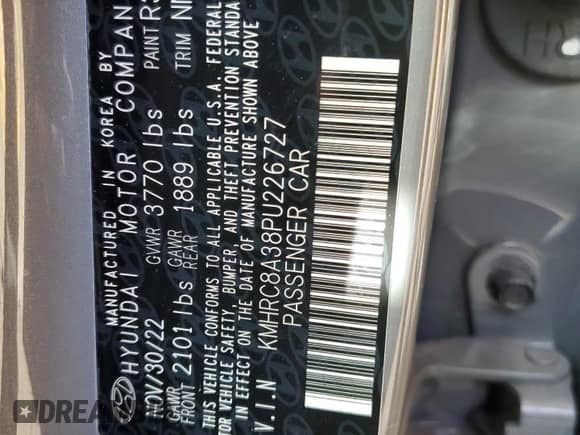 MANUFACTURED IN KOREA BY
HYUNDAI MOTOR COMPAN
NOV/30/22 GVWR 3770 lbs PAINT
GAWR FRONT 2101 lbs GAWR REAR 1889 lbs TRIM
THIS VEHICLE CONFORMS TO ALL APPLICABLE U.S.A. FEDERAL
MOTOR VEHICLE SAFETY, BUMPER, AND THEFT PREVENTION STANDA
IN EFFECT ON THE DATE OF MANUFACTURE SHOWN ABOVE
V.I.N KMHRC8A38PU226727
PASSENGER CAR